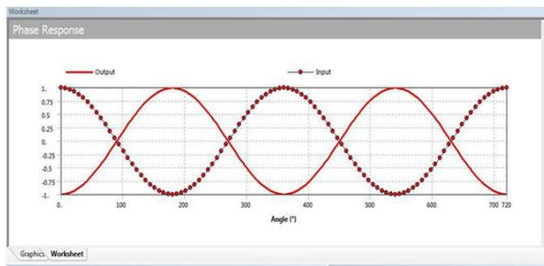 Worksheet
Phase Response
Output
Input
1.
0.75
0.5
0.25
0.
-0.25
-0.5
-0.75
-1.
0. 100 200 300 400 500 600 700 720
Angle (°)
Graphics Worksheet